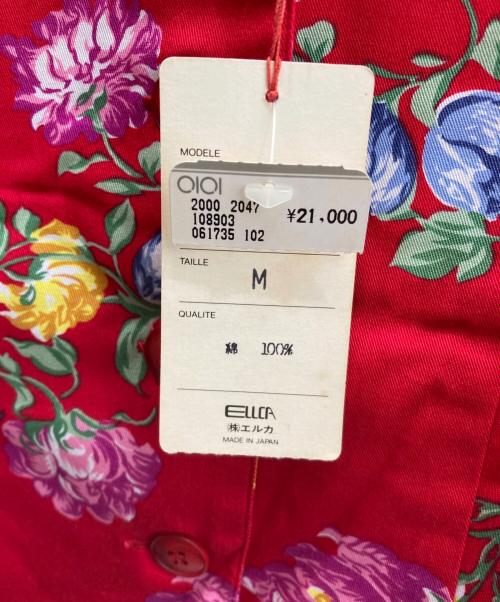 MODELE
OIOI
2000 2047
108903
¥21,000
061735 102
TAILLE
M
QUALITE
綿 100%
ELLCA
㈱エルカ
MADE IN JAPAN